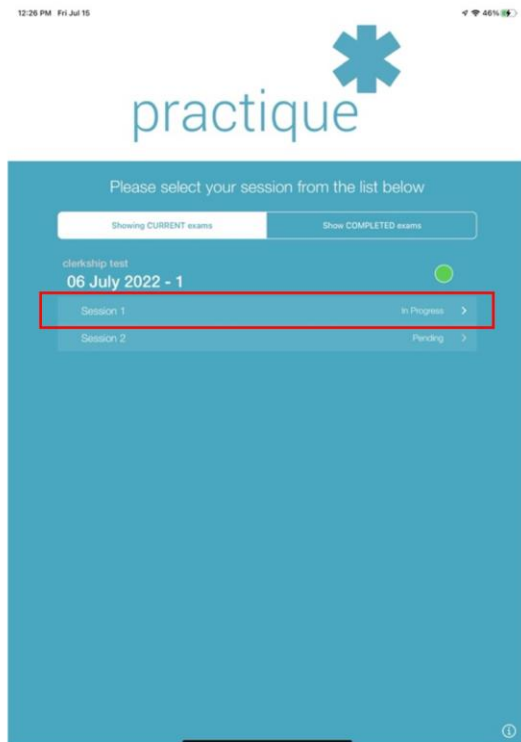 12:26 PM Fri Jul 15 46%
practique
Please select your session from the list below
Showing CURRENT exams Show COMPLETED exams
clerkship test
06 July 2022 - 1
Session 1 In Progress >
Session 2 Pending >